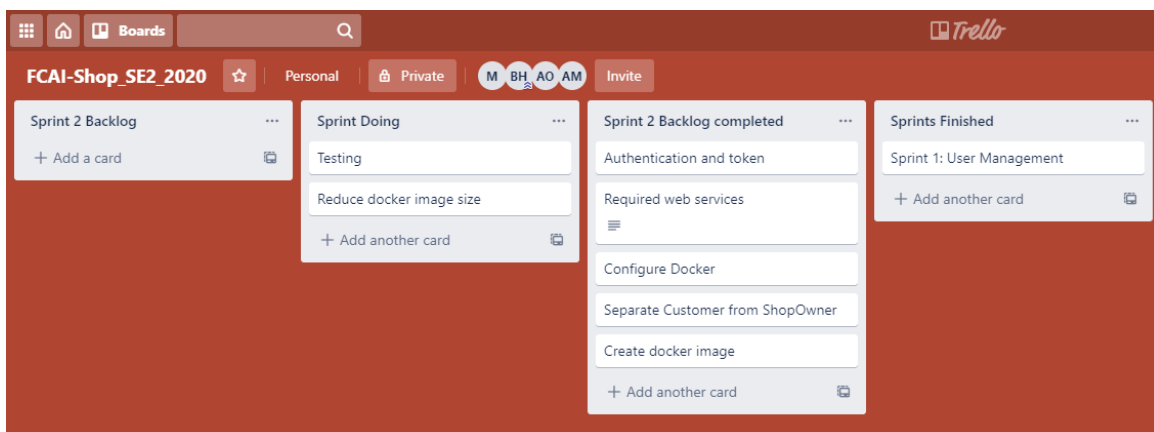 Boards
Trello
FCAI-Shop_SE2_2020
Personal
Private
M BH AO AM
Invite
Sprint 2 Backlog
+ Add a card
Sprint Doing
Testing
Reduce docker image size
+ Add another card
Sprint 2 Backlog completed
Authentication and token
Required web services
Configure Docker
Separate Customer from ShopOwner
Create docker image
+ Add another card
Sprints Finished
Sprint 1: User Management
+ Add another card